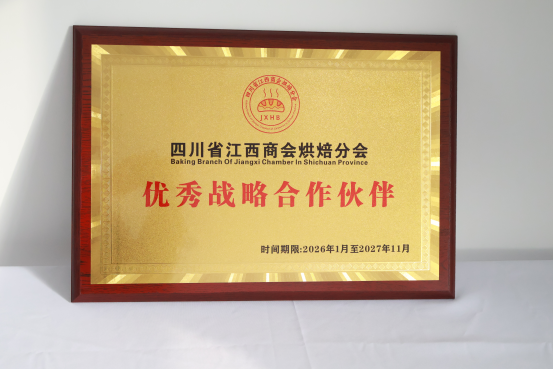 四川省江西商会烘焙分会
JXHB
四川省江西商会烘焙分会
Baking Branch Of Jiangxi Chamber In Shichuan Province
优秀战略合作伙伴
时间期限:2026年1月至2027年11月